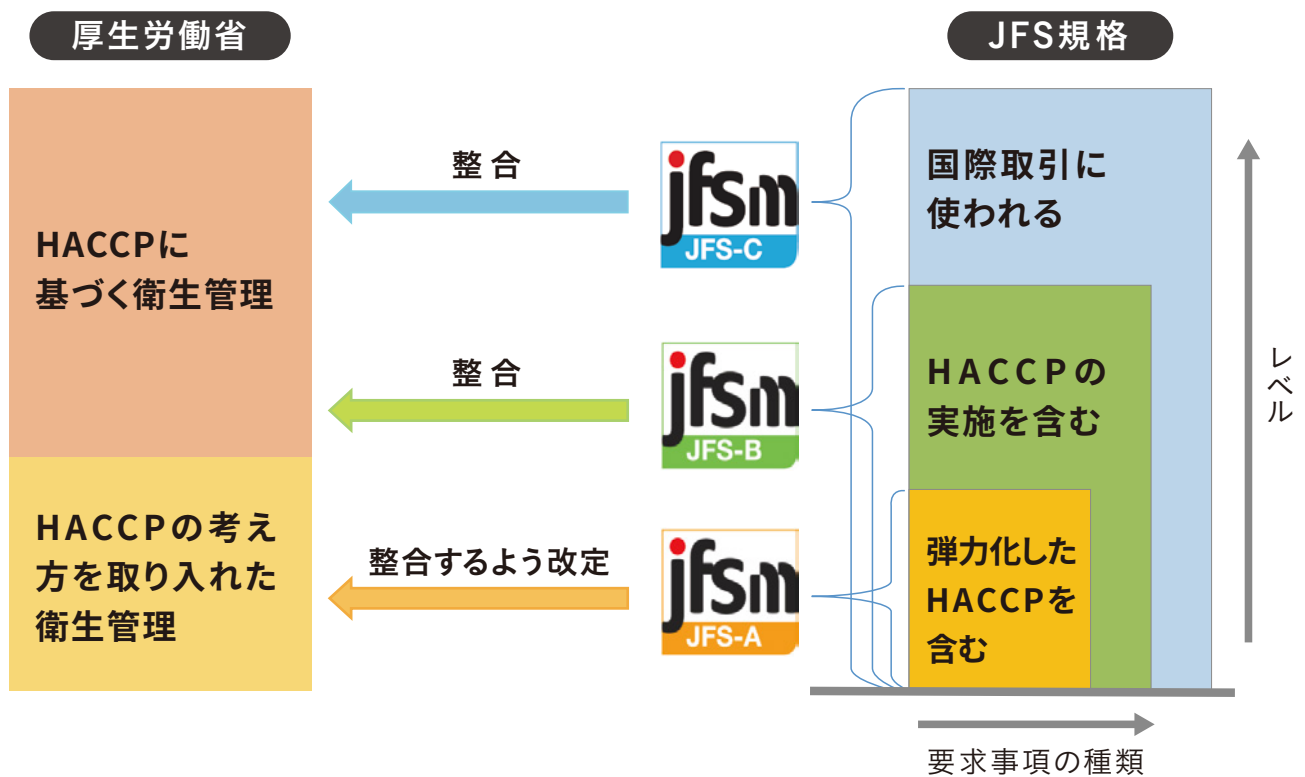 厚生労働省
JFS規格
HACCPに
基づく衛生管理
HACCPの考え
方を取り入れた
衛生管理
整合
jfsm
JFS-C
整合
jfsm
JFS-B
整合するよう改定
jfsm
JFS-A
国際取引に
使われる
HACCPの
実施を含む
弾力化した
HACCPを
含む
レベル
要求事項の種類